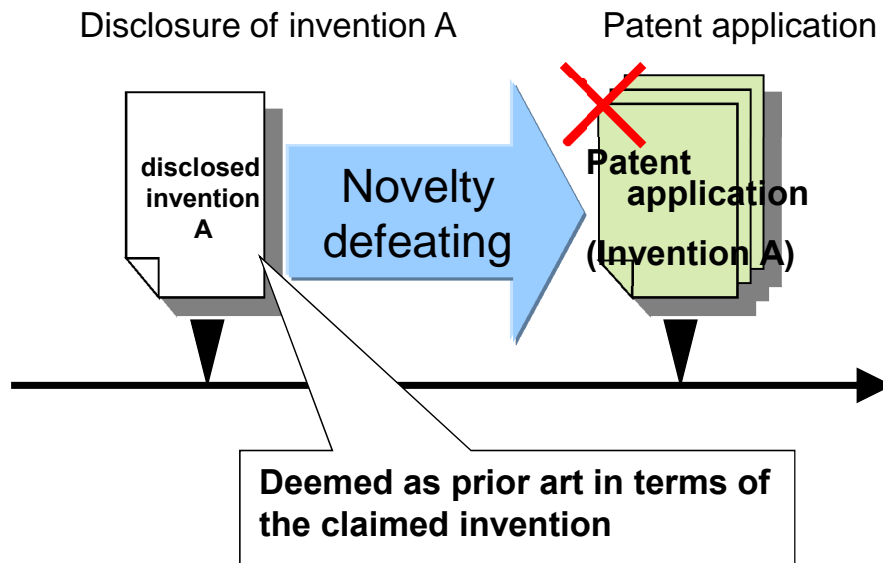 Disclosure of invention A
Patent application
disclosed
invention
A
Novelty
defeating
Patent
application
(Invention A)
Deemed as prior art in terms of
the claimed invention